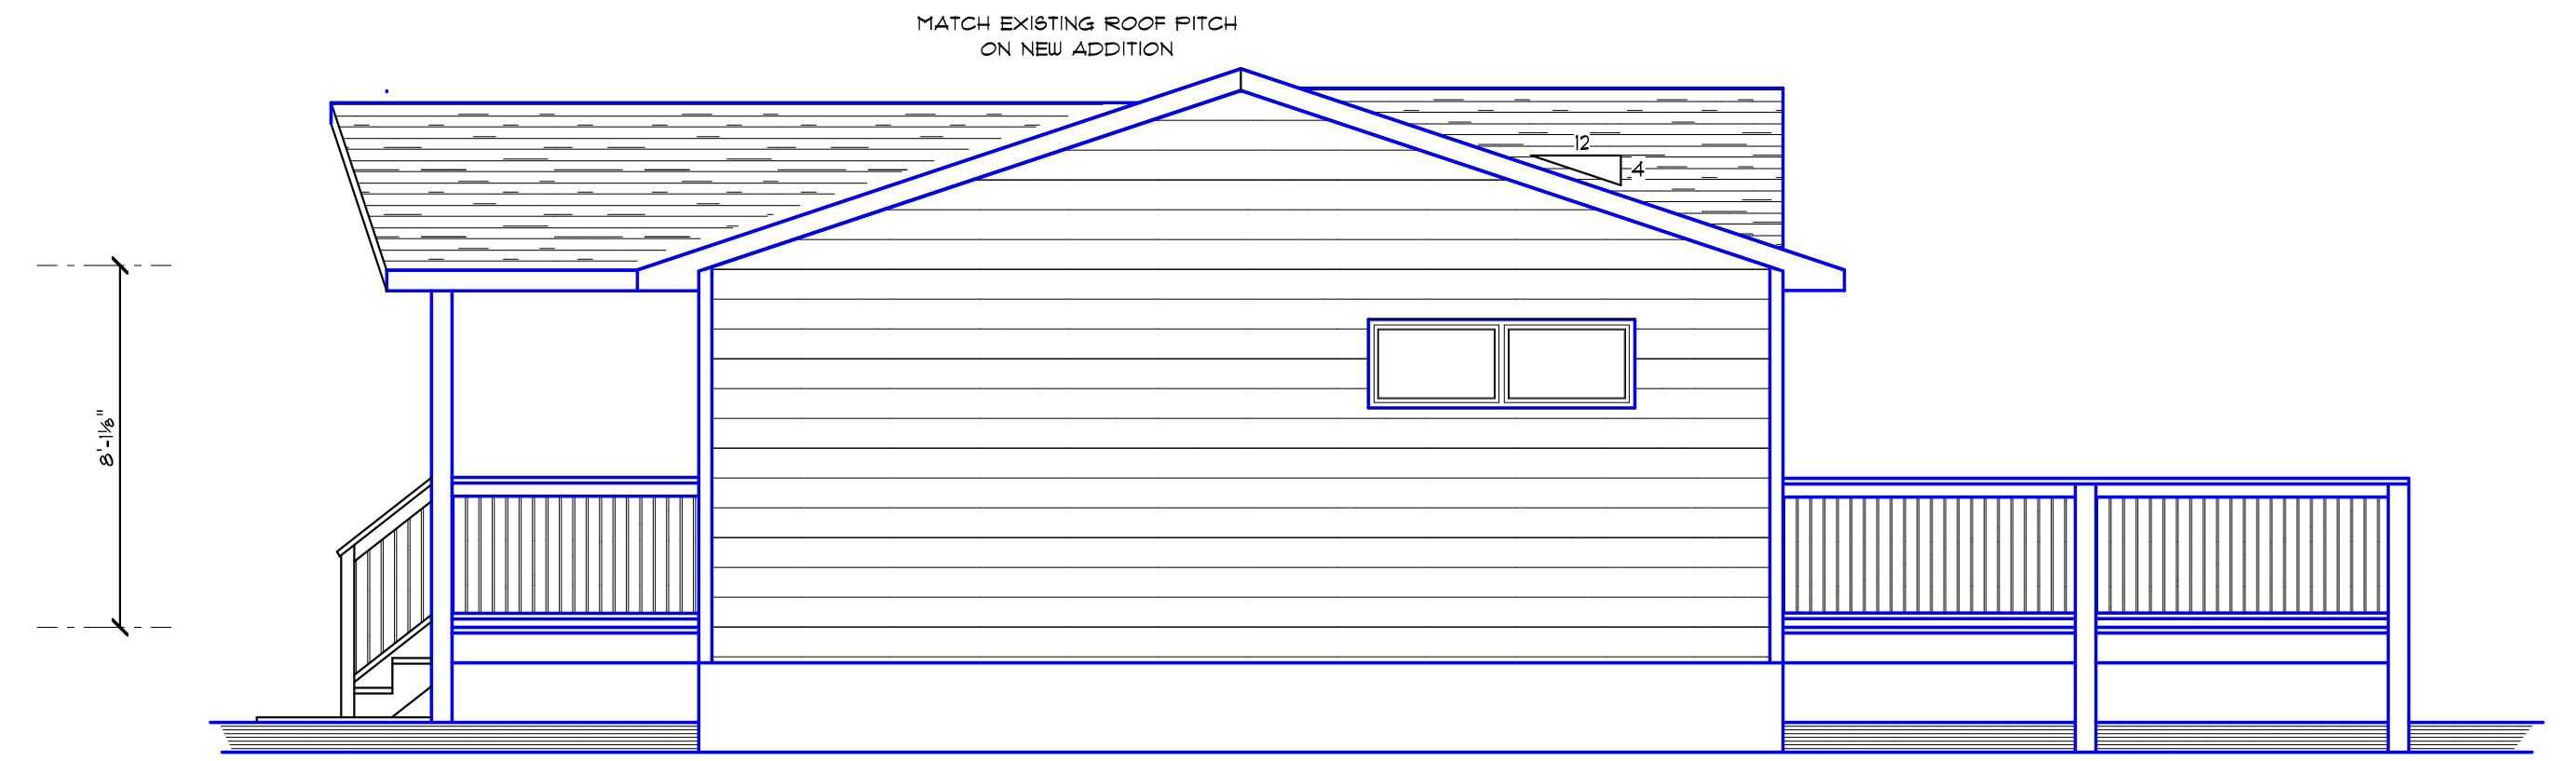 MATCH EXISTING ROOF PITCH
ON NEW ADDITION
12
4
8'-1⅛"